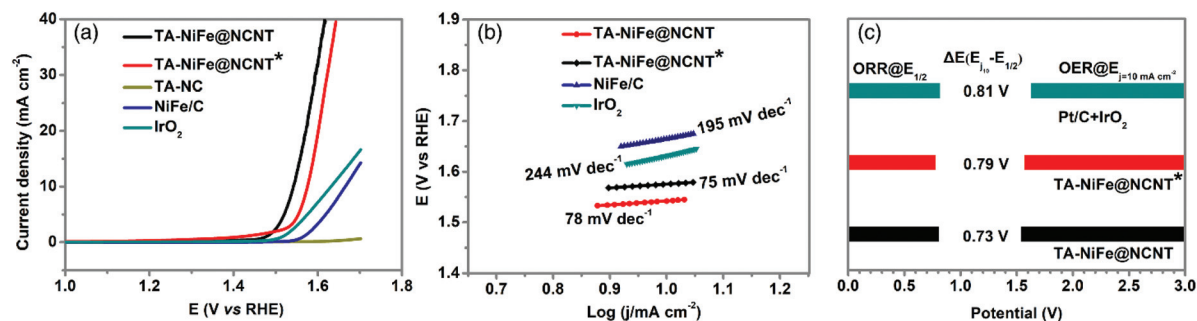 (a)
TA-NiFe@NCNT
TA-NiFe@NCNT*
TA-NC
NiFe/C
IrO₂
Current density (mA cm⁻²)
40
30
20
10
0
1.0 1.2 1.4 1.6 1.8
E (V vs RHE)
(b)
TA-NiFe@NCNT
TA-NiFe@NCNT*
NiFe/C
IrO₂
E (V vs RHE)
1.9
1.8
1.7
1.6
1.5
1.4
195 mV dec⁻¹
244 mV dec⁻¹
75 mV dec⁻¹
78 mV dec⁻¹
0.7 0.8 0.9 1.0 1.1 1.2
Log (j/mA cm⁻²)
(c)
ORR@E₁/₂ ΔE(Eⱼ₁₀-E₁/₂) OER@Eⱼ₌₁₀ mA cm⁻²
0.81 V
Pt/C+IrO₂
0.79 V
TA-NiFe@NCNT*
0.73 V
TA-NiFe@NCNT
0.0 0.5 1.0 1.5 2.0 2.5 3.0
Potential (V)